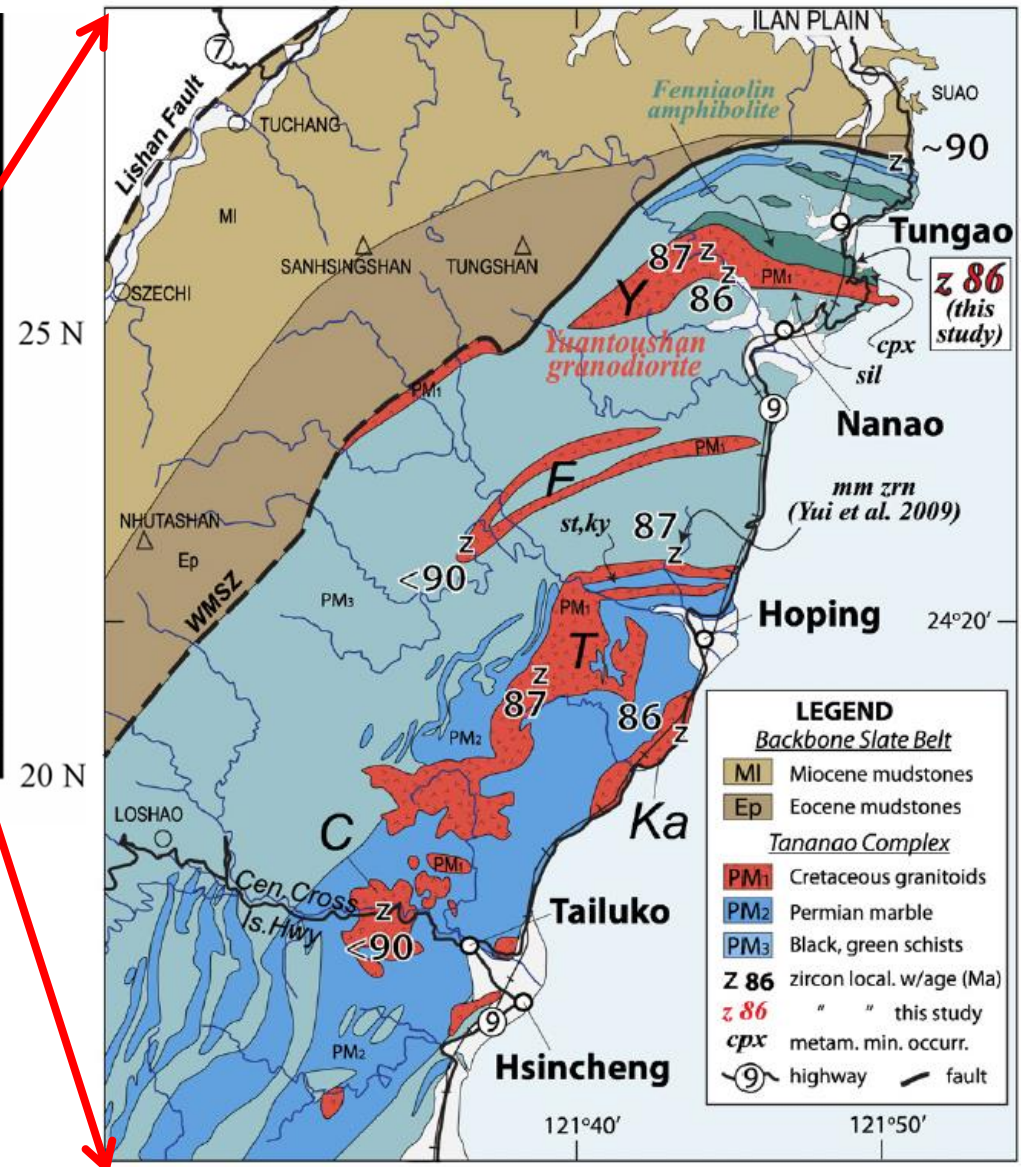 ILAN PLAIN
7
SUAO
Lishan Fault
TUCHANG
Fenniaolin
amphibolite
z ~90
MI
Tungao
SANHSINGSHAN
TUNGSHAN
87 z
z
86
PM1
z 86
(this
study)
SZECHI
Y
25 N
Yuantoushan
granodiorite
cpx
sil
PM1
9
Nanao
PM1
F
mm zrn
(Yui et al. 2009)
NHUTASHAN
st,ky
87
z
z
<90
Ep
PM3
WMSZ
PM1
Hoping
24°20'
T
z
87
86
z
PM2
20 N
LOSHAO
C
Ka
PM1
Cen.Cross
Is.Hwy
z
<90
Tailuko
9
PM2
Hsincheng
121°40'
121°50'
LEGEND
Backbone Slate Belt
MI Miocene mudstones
Ep Eocene mudstones
Tananao Complex
PM1 Cretaceous granitoids
PM2 Permian marble
PM3 Black, green schists
Z 86 zircon local. w/age (Ma)
z 86 " " this study
cpx metam. min. occurr.
9 highway fault